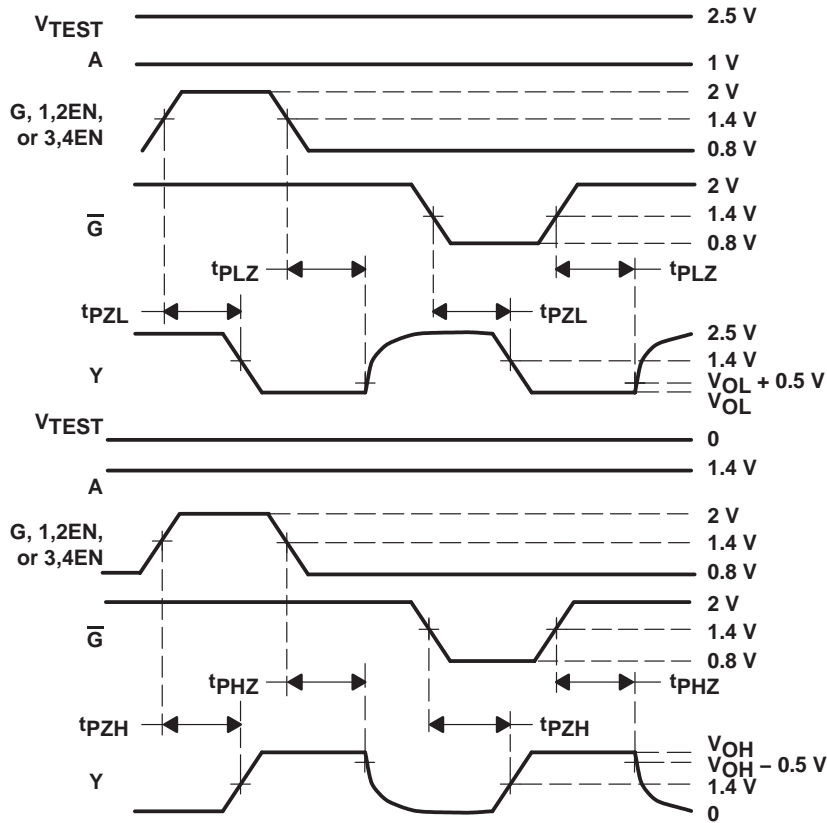 VTEST 2.5 V
A 1 V
2 V
G, 1,2EN, 1.4 V
or 3,4EN 0.8 V
2 V
G̅ 1.4 V
0.8 V
tPLZ tPLZ
tPZL tPZL
2.5 V
1.4 V
Y VOL + 0.5 V
VOL
VTEST 0
A 1.4 V
2 V
G, 1,2EN, 1.4 V
or 3,4EN 0.8 V
2 V
G̅ 1.4 V
0.8 V
tPHZ tPHZ
tPZH tPZH
VOH
VOH – 0.5 V
Y 1.4 V
0